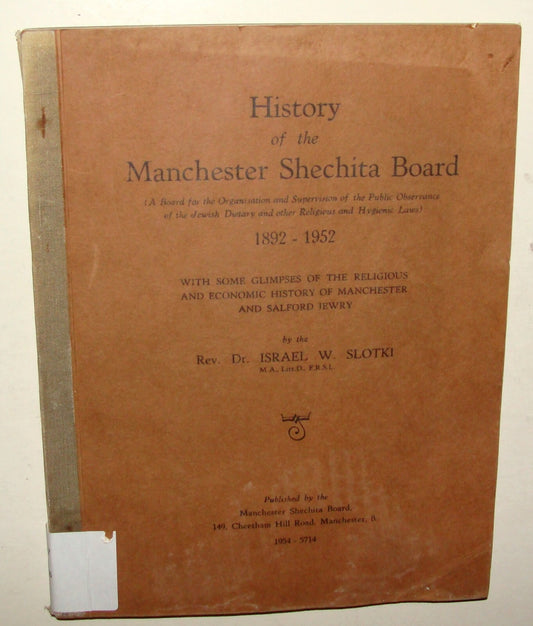 History
of the
Manchester Shechita Board
(A Board for the Organisation and Supervision of the Public Observance
of the Jewish Dietary and other Religious and Hygienic Laws)
1892 - 1952
WITH SOME GLIMPSES OF THE RELIGIOUS
AND ECONOMIC HISTORY OF MANCHESTER
AND SALFORD JEWRY
by the
Rev. Dr. ISRAEL W. SLOTKI
M.A., Litt.D., F.R.S.L.
Published by the
Manchester Shechita Board,
149, Cheetham Hill Road, Manchester, 8.
1954 - 5714